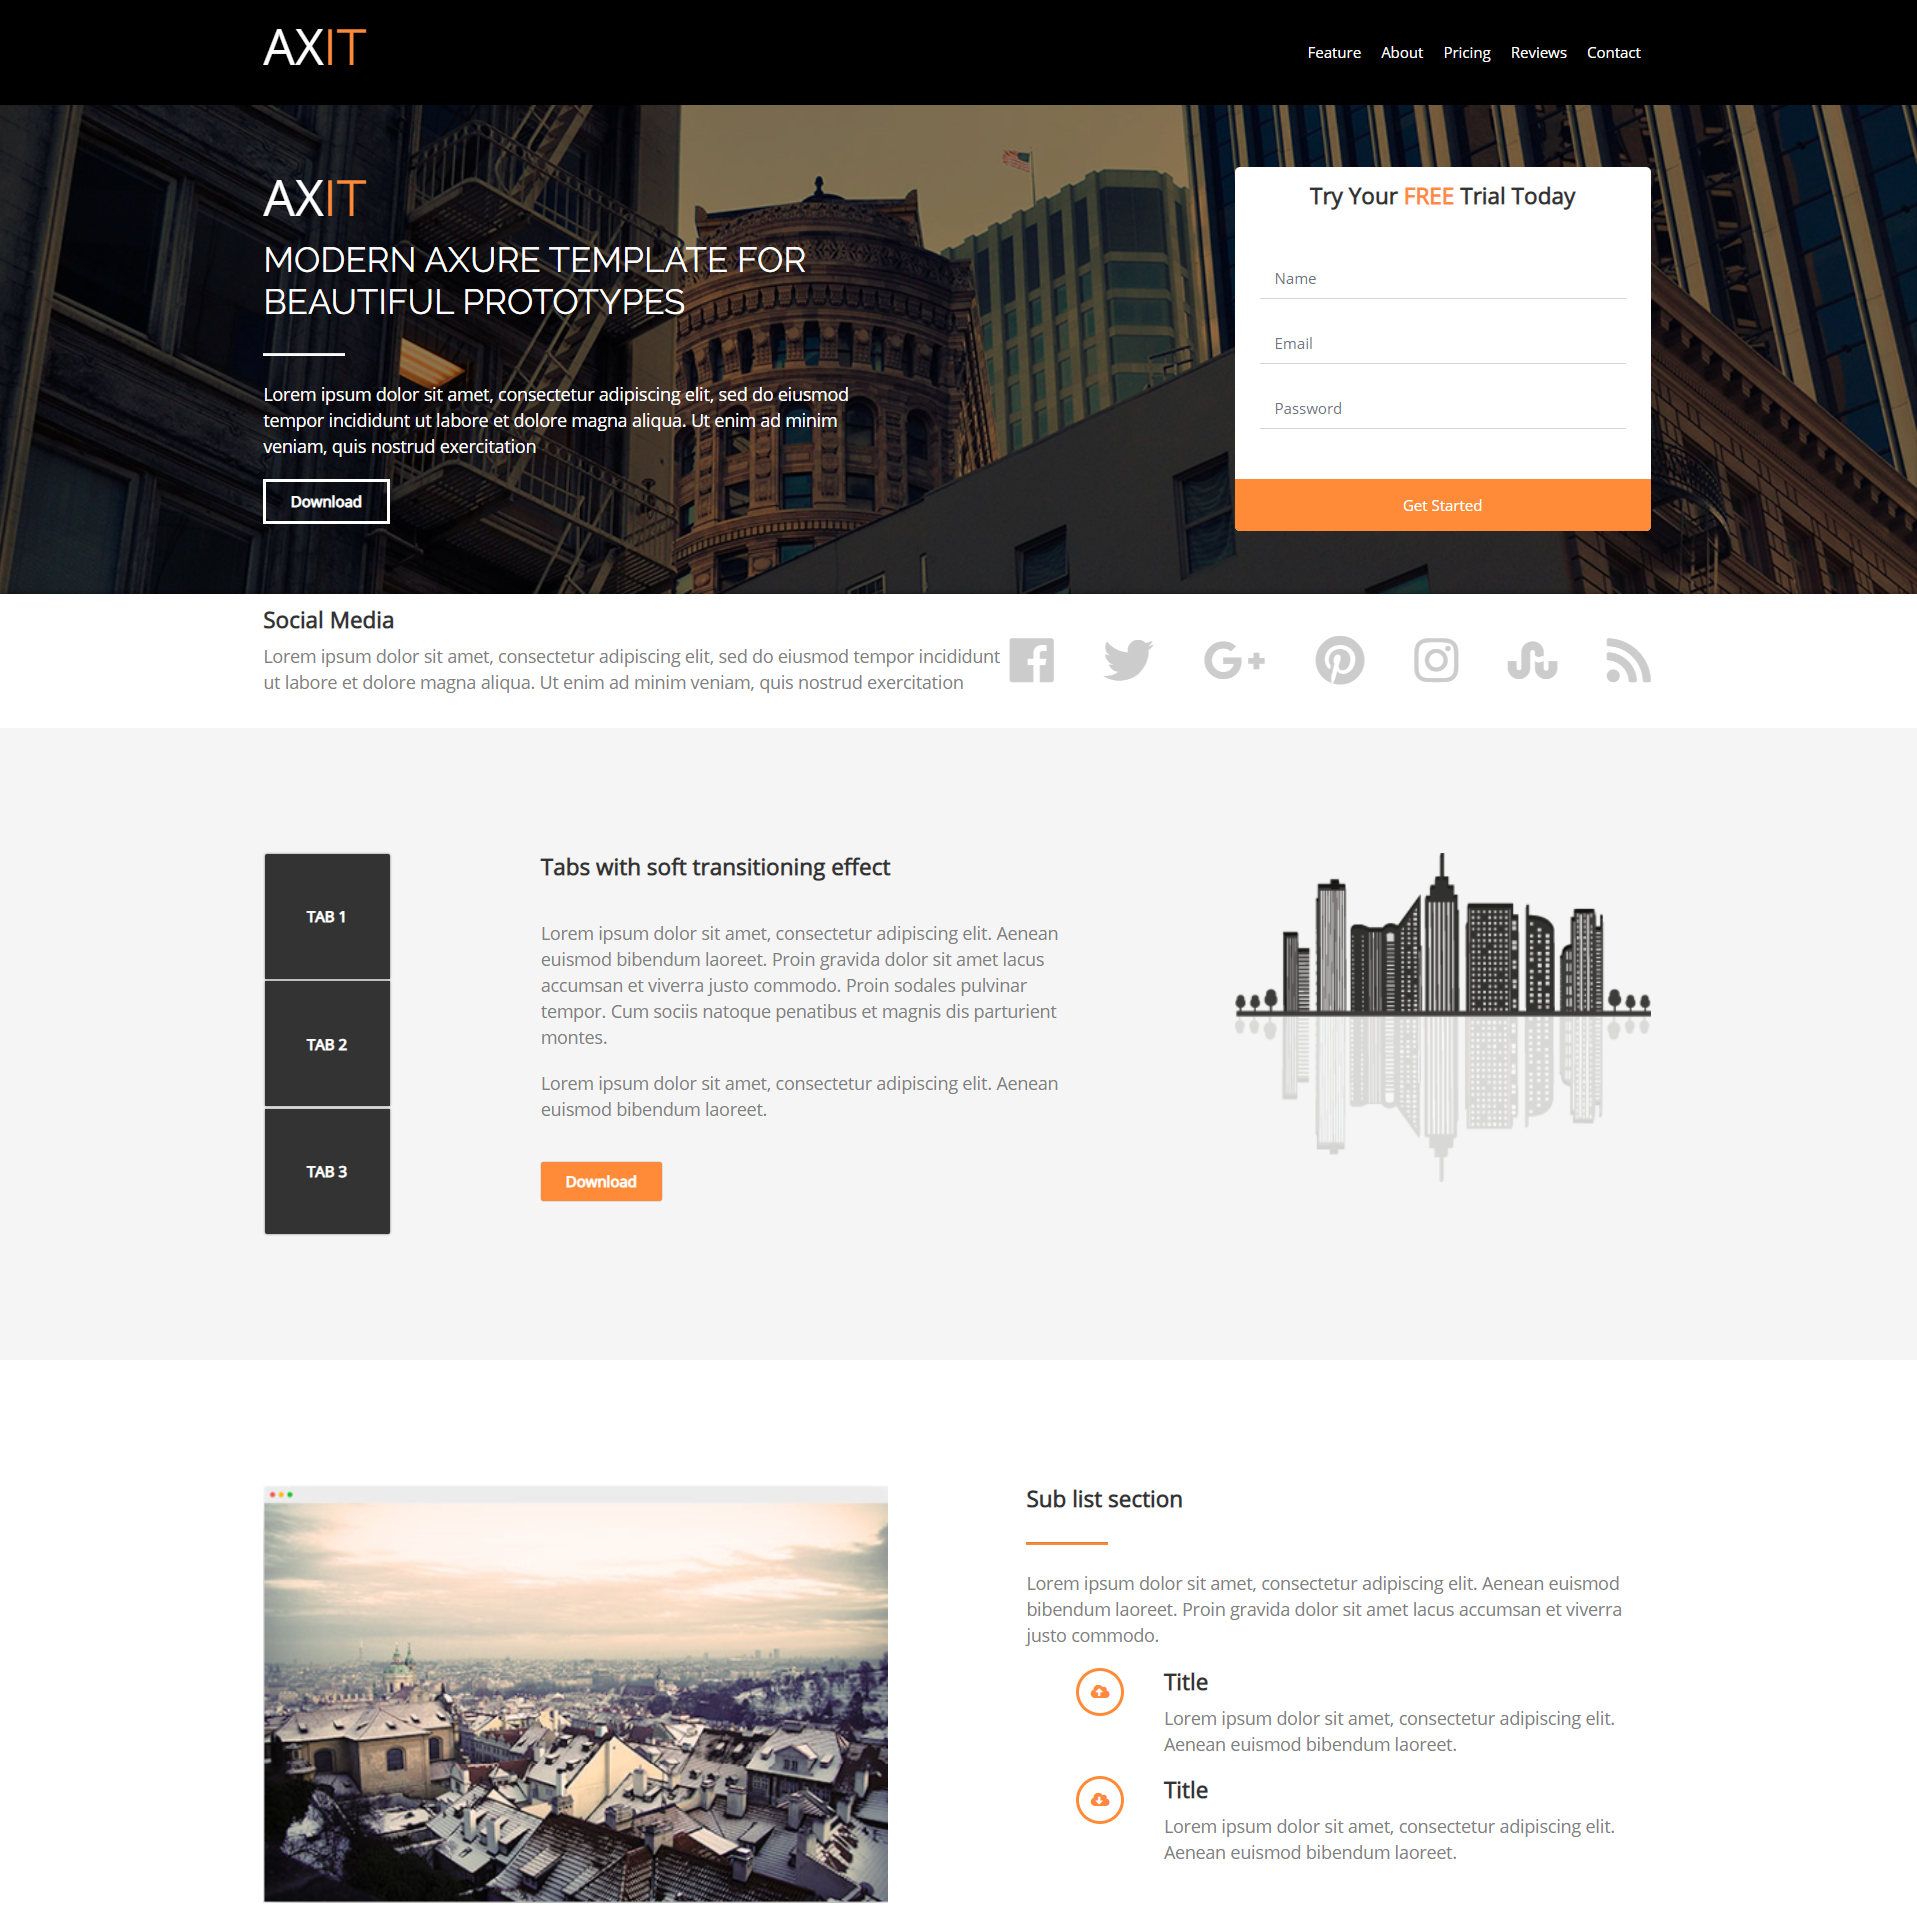 AXIT
Feature About Pricing Reviews Contact
AXIT
MODERN AXURE TEMPLATE FOR
BEAUTIFUL PROTOTYPES
Lorem ipsum dolor sit amet, consectetur adipiscing elit, sed do eiusmod
tempor incididunt ut labore et dolore magna aliqua. Ut enim ad minim
veniam, quis nostrud exercitation
Download
Try Your FREE Trial Today
Name
Email
Password
Get Started
Social Media
Lorem ipsum dolor sit amet, consectetur adipiscing elit, sed do eiusmod tempor incididunt
ut labore et dolore magna aliqua. Ut enim ad minim veniam, quis nostrud exercitation
TAB 1
TAB 2
TAB 3
Tabs with soft transitioning effect
Lorem ipsum dolor sit amet, consectetur adipiscing elit. Aenean
euismod bibendum laoreet. Proin gravida dolor sit amet lacus
accumsan et viverra justo commodo. Proin sodales pulvinar
tempor. Cum sociis natoque penatibus et magnis dis parturient
montes.
Lorem ipsum dolor sit amet, consectetur adipiscing elit. Aenean
euismod bibendum laoreet.
Download
Sub list section
Lorem ipsum dolor sit amet, consectetur adipiscing elit. Aenean euismod
bibendum laoreet. Proin gravida dolor sit amet lacus accumsan et viverra
justo commodo.
Title
Lorem ipsum dolor sit amet, consectetur adipiscing elit.
Aenean euismod bibendum laoreet.
Title
Lorem ipsum dolor sit amet, consectetur adipiscing elit.
Aenean euismod bibendum laoreet.